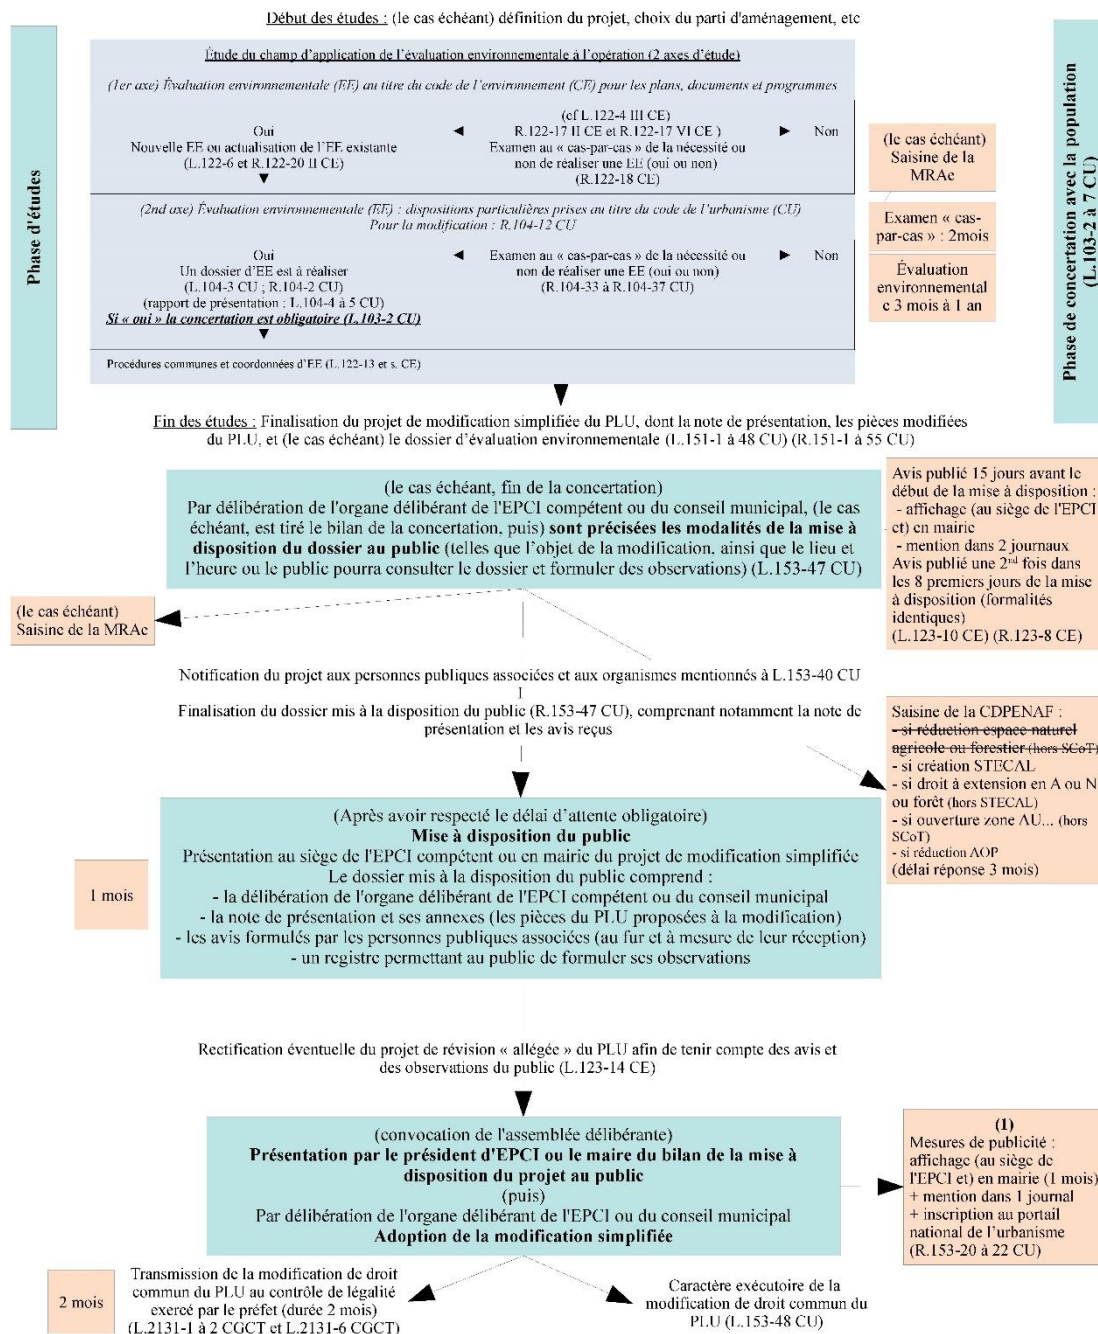 Début des études : (le cas échéant) définition du projet, choix du parti d'aménagement, etc
Phase d'études
Étude du champ d'application de l'évaluation environnementale à l'opération (2 axes d'étude)
(1er axe) Évaluation environnementale (EE) au titre du code de l'environnement (CE) pour les plans, documents et programmes
Oui
Nouvelle EE ou actualisation de l'EE existante
(L.122-6 et R.122-20 II CE)
(cf L.122-4 III CE)
R.122-17 II CE et R.122-17 VI CE )
Examen au « cas-par-cas » de la nécessité ou
non de réaliser une EE (oui ou non)
(R.122-18 CE)
Non
(2nd axe) Évaluation environnementale (EE) : dispositions particulières prises au titre du code de l'urbanisme (CU)
Pour la modification : R.104-12 CU
Oui
Un dossier d'EE est à réaliser
(L.104-3 CU ; R.104-2 CU)
(rapport de présentation : L.104-4 à 5 CU)
Si « oui » la concertation est obligatoire (L.103-2 CU)
Examen au « cas-par-cas » de la nécessité ou
non de réaliser une EE (oui ou non)
(R.104-33 à R.104-37 CU)
Non
Procédures communes et coordonnées d'EE (L.122-13 et s. CE)
(le cas échéant)
Saisine de la
MRAe
Examen « cas-
par-cas » : 2mois
Évaluation
environnemental
e 3 mois à 1 an
Phase de concertation avec la population
(L.103-2 à 7 CU)
Fin des études : Finalisation du projet de modification simplifiée du PLU, dont la note de présentation, les pièces modifiées
du PLU, et (le cas échéant) le dossier d'évaluation environnementale (L.151-1 à 48 CU) (R.151-1 à 55 CU)
(le cas échéant, fin de la concertation)
Par délibération de l'organe délibérant de l'EPCI compétent ou du conseil municipal, (le cas
échéant, est tiré le bilan de la concertation, puis) sont précisées les modalités de la mise à
disposition du dossier au public (telles que l'objet de la modification, ainsi que le lieu et
l'heure ou le public pourra consulter le dossier et formuler des observations) (L.153-47 CU)
Avis publié 15 jours avant le
début de la mise à disposition :
- affichage (au siège de l'EPCI
et) en mairie
- mention dans 2 journaux
Avis publié une 2nd fois dans
les 8 premiers jours de la mise
à disposition (formalités
identiques)
(L.123-10 CE) (R.123-8 CE)
(le cas échéant)
Saisine de la MRAe
Notification du projet aux personnes publiques associées et aux organismes mentionnés à L.153-40 CU
Finalisation du dossier mis à la disposition du public (R.153-47 CU), comprenant notamment la note de
présentation et les avis reçus
Saisine de la CDPENAF :
- si réduction espace naturel
agricole ou forestier (hors SCoT)
- si création STECAL
- si droit à extension en A ou N
ou forêt (hors STECAL)
- si ouverture zone AU... (hors
SCoT)
- si réduction AOP
(délai réponse 3 mois)
1 mois
(Après avoir respecté le délai d'attente obligatoire)
Mise à disposition du public
Présentation au siège de l'EPCI compétent ou en mairie du projet de modification simplifiée
Le dossier mis à la disposition du public comprend :
- la délibération de l'organe délibérant de l'EPCI compétent ou du conseil municipal
- la note de présentation et ses annexes (les pièces du PLU proposées à la modification)
- les avis formulés par les personnes publiques associées (au fur et à mesure de leur réception)
- un registre permettant au public de formuler ses observations
Rectification éventuelle du projet de révision « allégée » du PLU afin de tenir compte des avis et
des observations du public (L.123-14 CE)
(convocation de l'assemblée délibérante)
Présentation par le président d'EPCI ou le maire du bilan de la mise à
disposition du projet au public
(puis)
Par délibération de l'organe délibérant de l'EPCI ou du conseil municipal
Adoption de la modification simplifiée
(1)
Mesures de publicité :
affichage (au siège de
l'EPCI et) en mairie (1 mois)
+ mention dans 1 journal
+ inscription au portail
national de l'urbanisme
(R.153-20 à 22 CU)
2 mois
Transmission de la modification de droit
commun du PLU au contrôle de légalité
exercé par le préfet (durée 2 mois)
(L.2131-1 à 2 CGCT et L.2131-6 CGCT)
Caractère exécutoire de la
modification de droit commun du
PLU (L.153-48 CU)